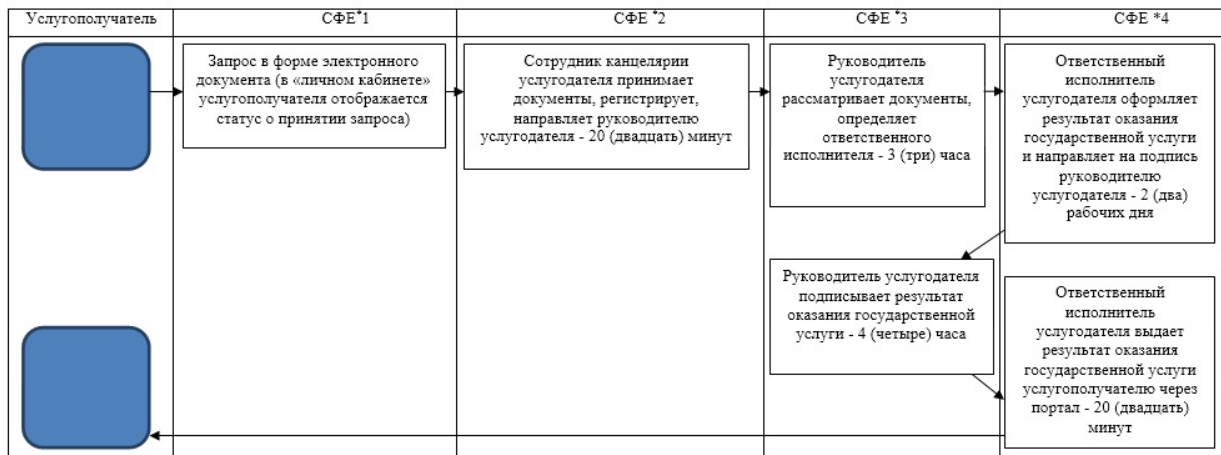 Услугополучатель
СФЕ*1
СФЕ *2
СФЕ *3
СФЕ *4
Запрос в форме электронного
документа (в «личном кабинете»
услугополучателя отображается
статус о принятии запроса)
Сотрудник канцелярии
услугодателя принимает
документы, регистрирует,
направляет руководителю
услугодателя - 20 (двадцать) минут
Руководитель
услугодателя
рассматривает документы,
определяет
ответственного
исполнителя - 3 (три) часа
Ответственный
исполнитель
услугодателя оформляет
результат оказания
государственной услуги
и направляет на подпись
руководителю
услугодателя - 2 (два)
рабочих дня
Руководитель услугодателя
подписывает результат
оказания государственной
услуги - 4 (четыре) часа
Ответственный
исполнитель
услугодателя выдает
результат оказания
государственной услуги
услугополучателю через
портал - 20 (двадцать)
минут